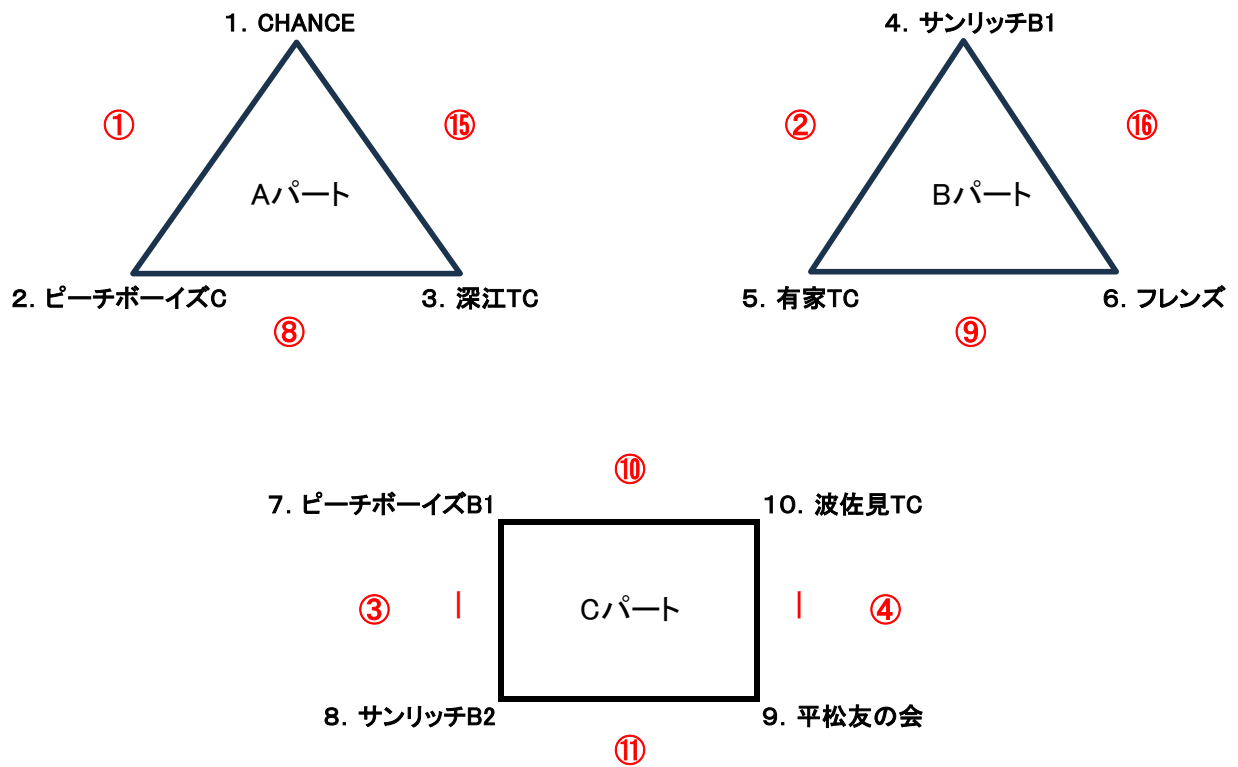 1．CHANCE
①
⑮
Aパート
2．ピーチボーイズC
3．深江TC
⑧
4．サンリッチB1
②
⑯
Bパート
5．有家TC
6．フレンズ
⑨
⑩
7．ピーチボーイズB1
10．波佐見TC
③
|
Cパート
|
④
8．サンリッチB2
9．平松友の会
⑪